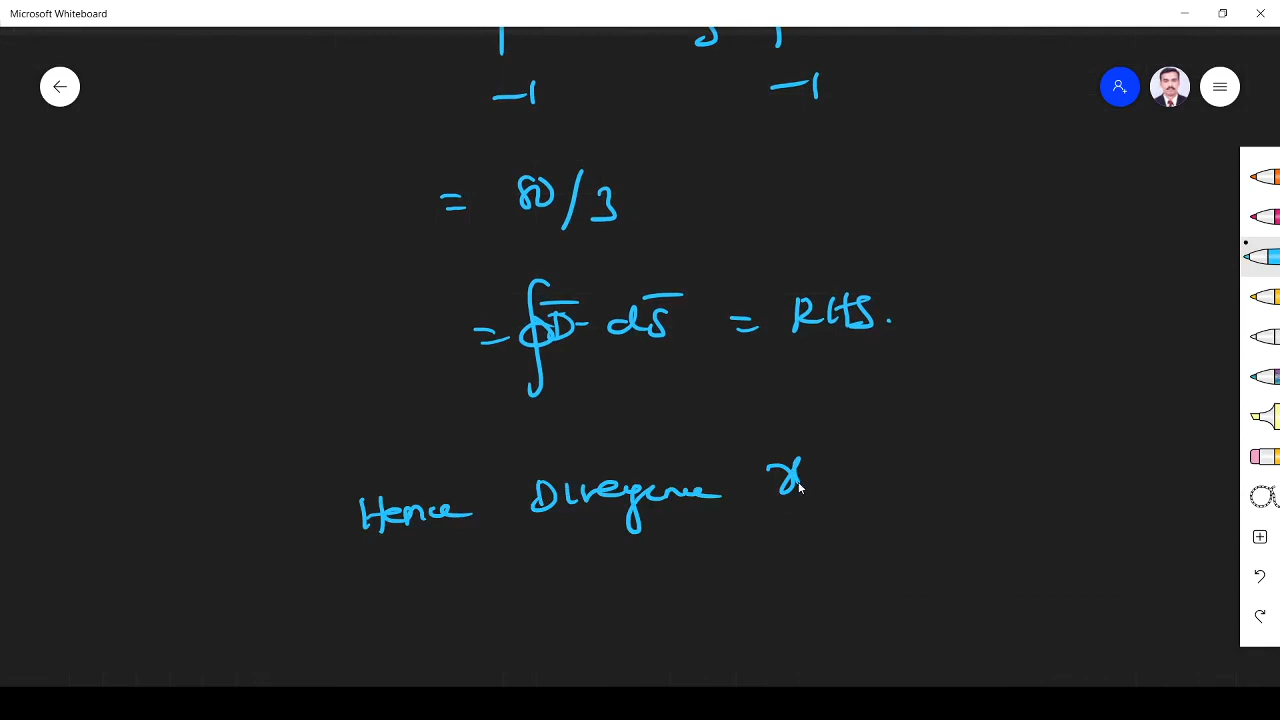 Microsoft Whiteboard
-1 -1
= 80/3
= ∮ D̅ ds̅ = RHS.
Hence Divergence